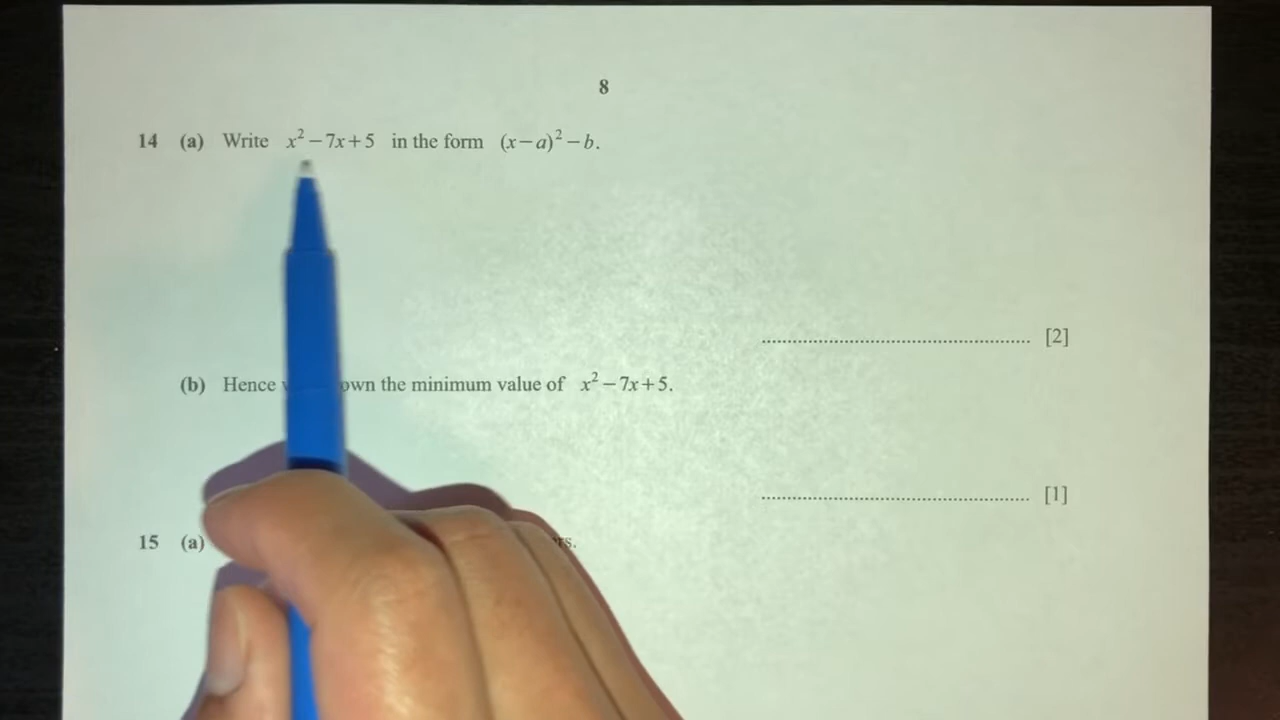 8
14 (a) Write x² − 7x + 5 in the form (x − a)² − b.
[2]
(b) Hence the minimum value of x² − 7x + 5.
[1]
15 (a)